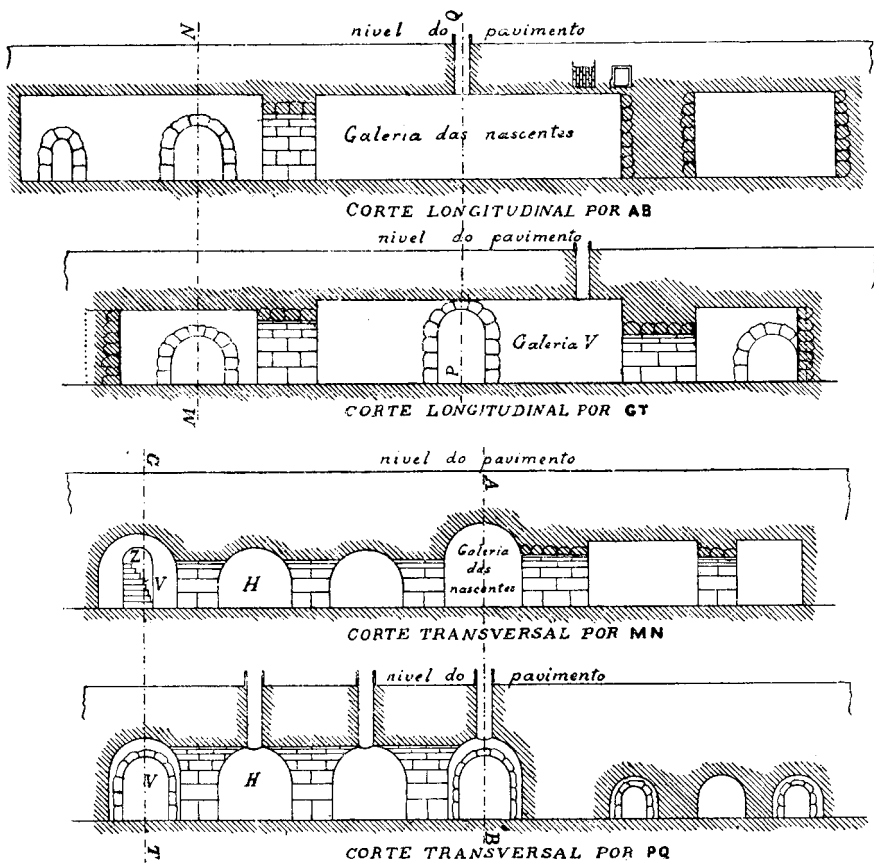 N
Q
nivel do pavimento
Galeria das nascentes
CORTE LONGITUDINAL POR AB
nivel do pavimento
Galeria V
P
M
CORTE LONGITUDINAL POR GT
G
nivel do pavimento
A
Z
V
H
Galeria
das
nascentes
CORTE TRANSVERSAL POR MN
nivel do pavimento
V
H
T
B
CORTE TRANSVERSAL POR PQ